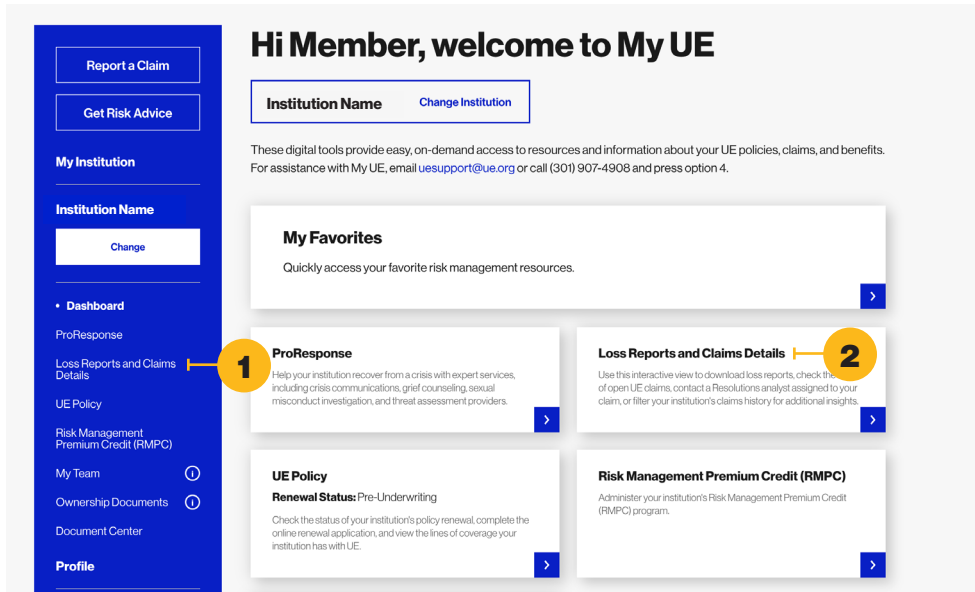 Report a Claim
Get Risk Advice
My Institution
Institution Name
Change
• Dashboard
ProResponse
Loss Reports and Claims
Details
UE Policy
Risk Management
Premium Credit (RMPC)
My Team
Ownership Documents
Document Center
Profile
Hi Member, welcome to My UE
Institution Name Change Institution
These digital tools provide easy, on-demand access to resources and information about your UE policies, claims, and benefits.
For assistance with My UE, email uesupport@ue.org or call (301) 907-4908 and press option 4.
My Favorites
Quickly access your favorite risk management resources.
1
ProResponse
Help your institution recover from a crisis with expert services,
including crisis communications, grief counseling, sexual
misconduct investigation, and threat assessment providers.
Loss Reports and Claims Details
2
Use this interactive view to download loss reports, check the
of open UE claims, contact a Resolutions analyst assigned to your
claim, or filter your institution's claims history for additional insights.
UE Policy
Renewal Status: Pre-Underwriting
Check the status of your institution's policy renewal, complete the
online renewal application, and view the lines of coverage your
institution has with UE.
Risk Management Premium Credit (RMPC)
Administer your institution's Risk Management Premium Credit
(RMPC) program.